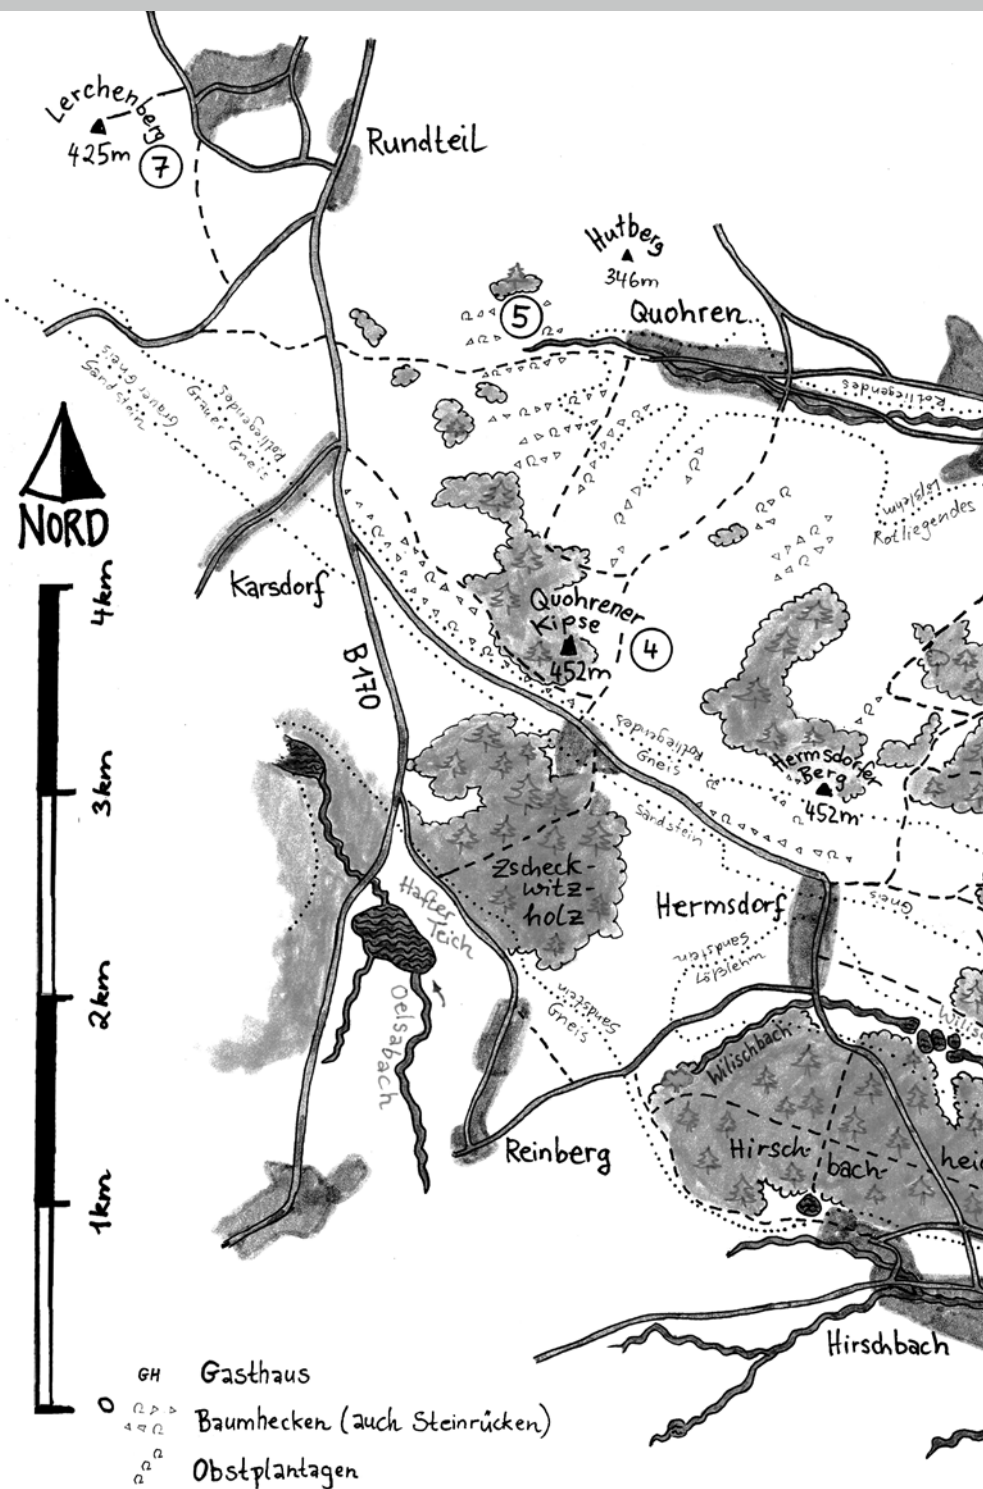 Lerchenberg
425m
7
Rundteil
Hutberg
346m
5
Quohren
Rotliegendes
Sandstein
Grauer Gneis
Grauer Gneis
Rotliegendes
Lößlehm
Rotliegendes
NORD
Karsdorf
4km
Quohrener
Kipse
452m
4
B170
Rotliegendes
Gneis
Hermsdorfer
Berg
452m
3km
Sandstein
Zscheck-
witz-
holz
Hafter
Teich
Hermsdorf
Gneis
Sandstein
2km
Oelsabach
Sandstein
Gneis
Wilischbach
Reinberg
Hirsch-
bach-
hei
1km
Hirschbach
0
GH Gasthaus
Baumhecken (auch Steinrücken)
Obstplantagen